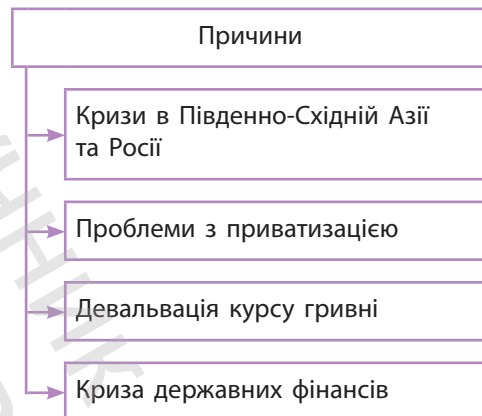 Причини
Кризи в Південно-Східній Азії
та Росії
Проблеми з приватизацією
Девальвація курсу гривні
Криза державних фінансів